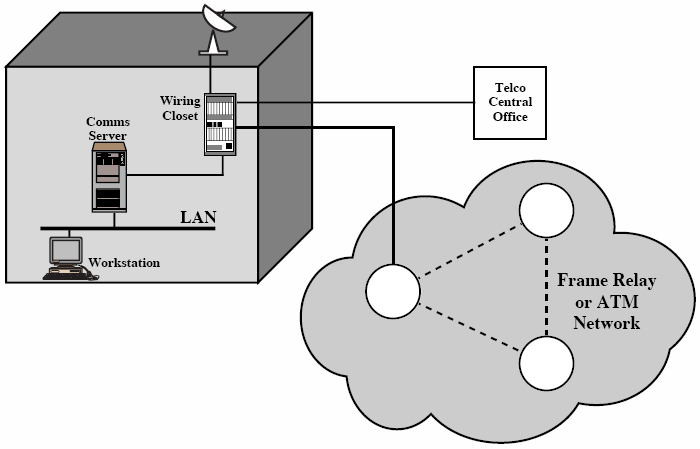 Wiring
Closet
Comms
Server
LAN
Workstation
Telco
Central
Office
Frame Relay
or ATM
Network